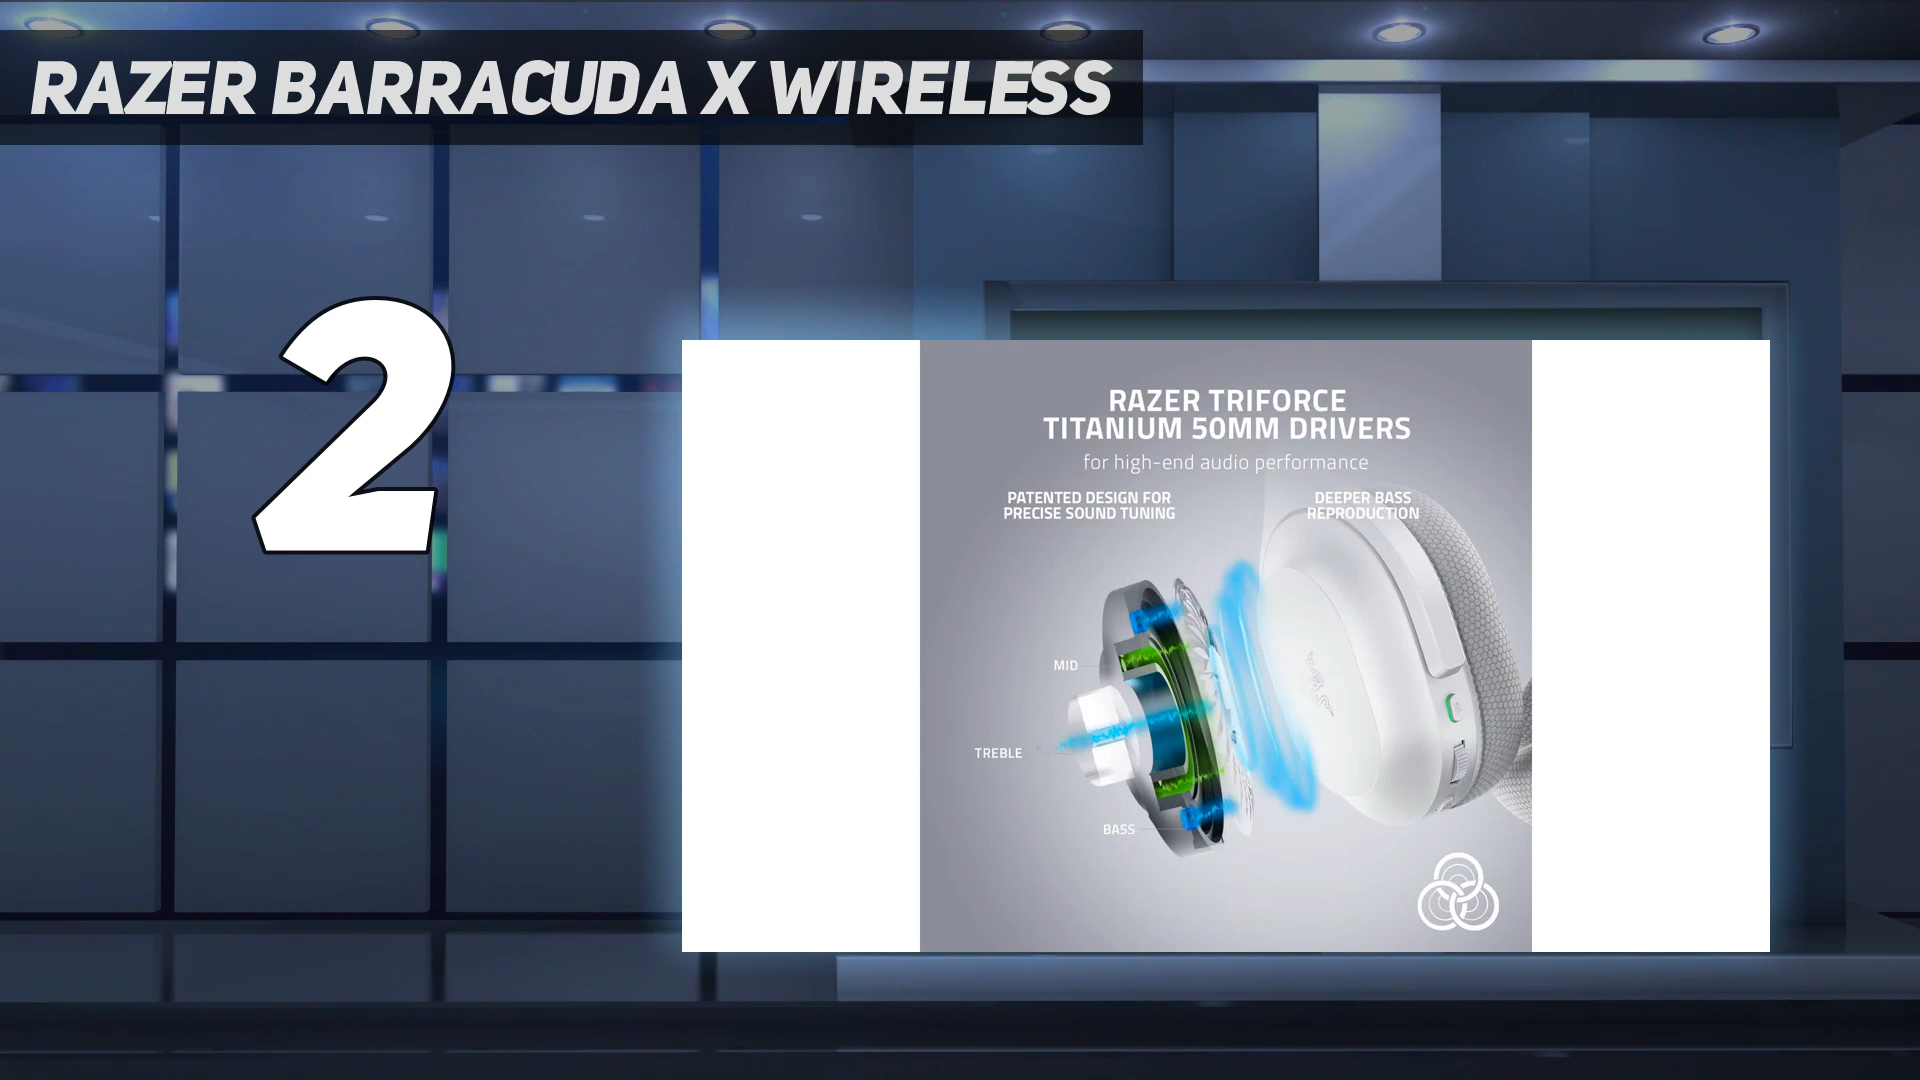 RAZER BARRACUDA X WIRELESS
2
RAZER TRIFORCE
TITANIUM 50MM DRIVERS
for high-end audio performance
PATENTED DESIGN FOR
PRECISE SOUND TUNING
DEEPER BASS
REPRODUCTION
MID
TREBLE
BASS